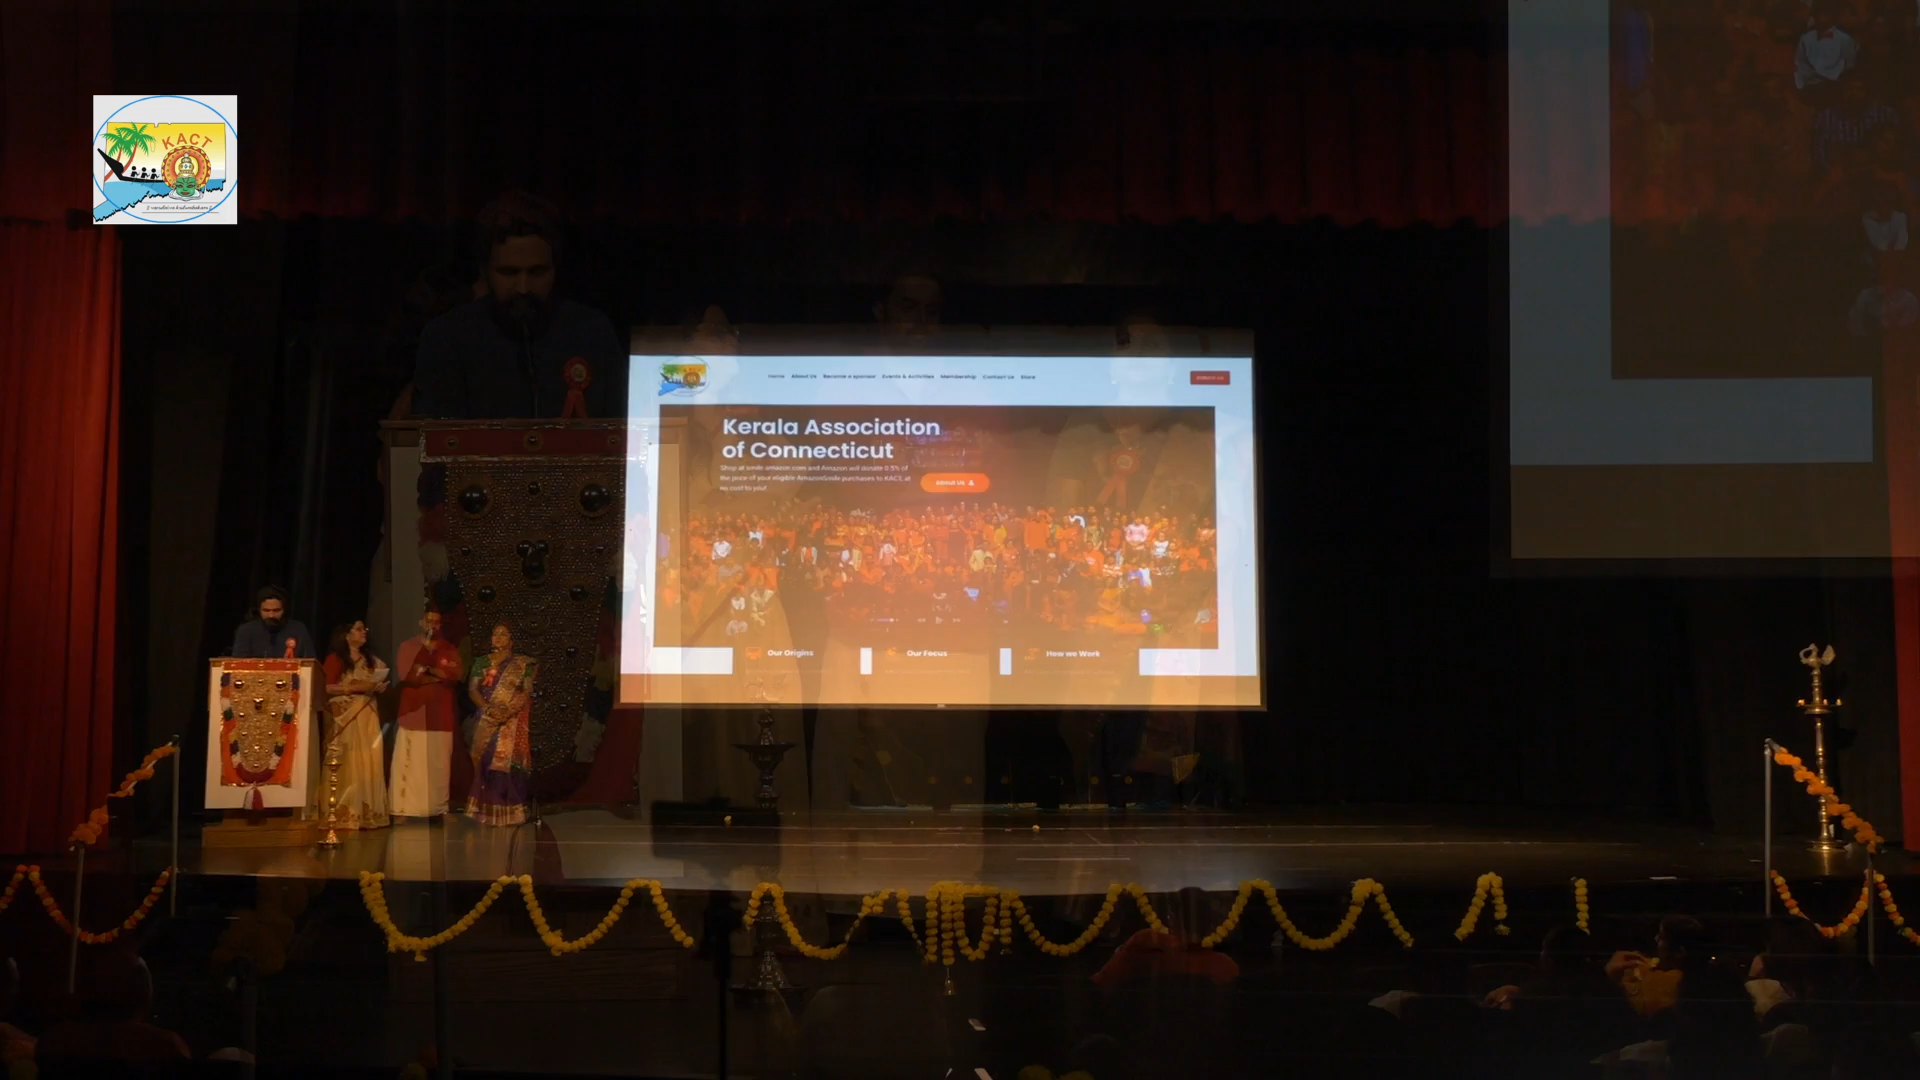 KACT
Home About Us Become a sponsor Events & Activities Membership Contact Us Store
Kerala Association
of Connecticut
Shop at smile.amazon.com and Amazon will donate 0.5% of
the price of your eligible AmazonSmile purchases to KACT, at
no cost to you!
About Us
Our Origins Our Focus How we Work